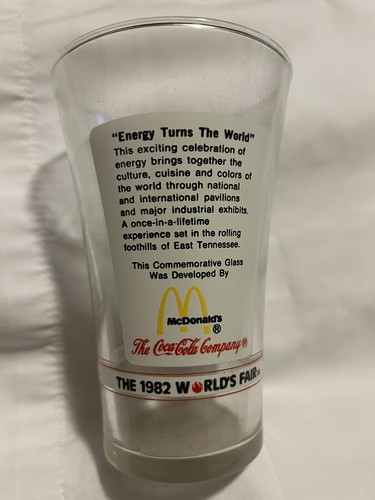 "Energy Turns The World"
This exciting celebration of
energy brings together the
culture, cuisine and colors of
the world through national
and international pavilions
and major industrial exhibits.
A once-in-a-lifetime
experience set in the rolling
foothills of East Tennessee.
This Commemorative Glass
Was Developed By
McDonald's
®
The Coca-Cola Company®
THE 1982 WORLD'S FAIR™